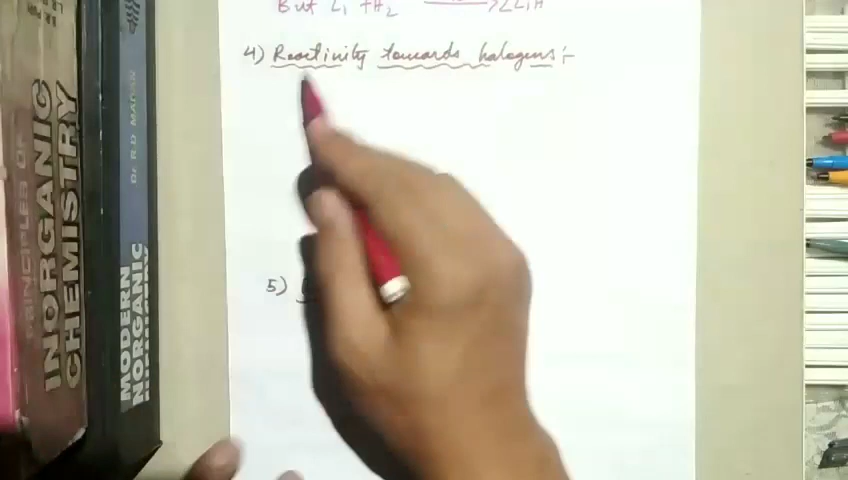 But Li + H2 → 2LiH
4) Reactivity towards halogens :-
5)
PRINCIPLES OF
INORGANIC
CHEMISTRY
MODERN
INORGANIC
CHEMISTRY
Dr. R D MADAN